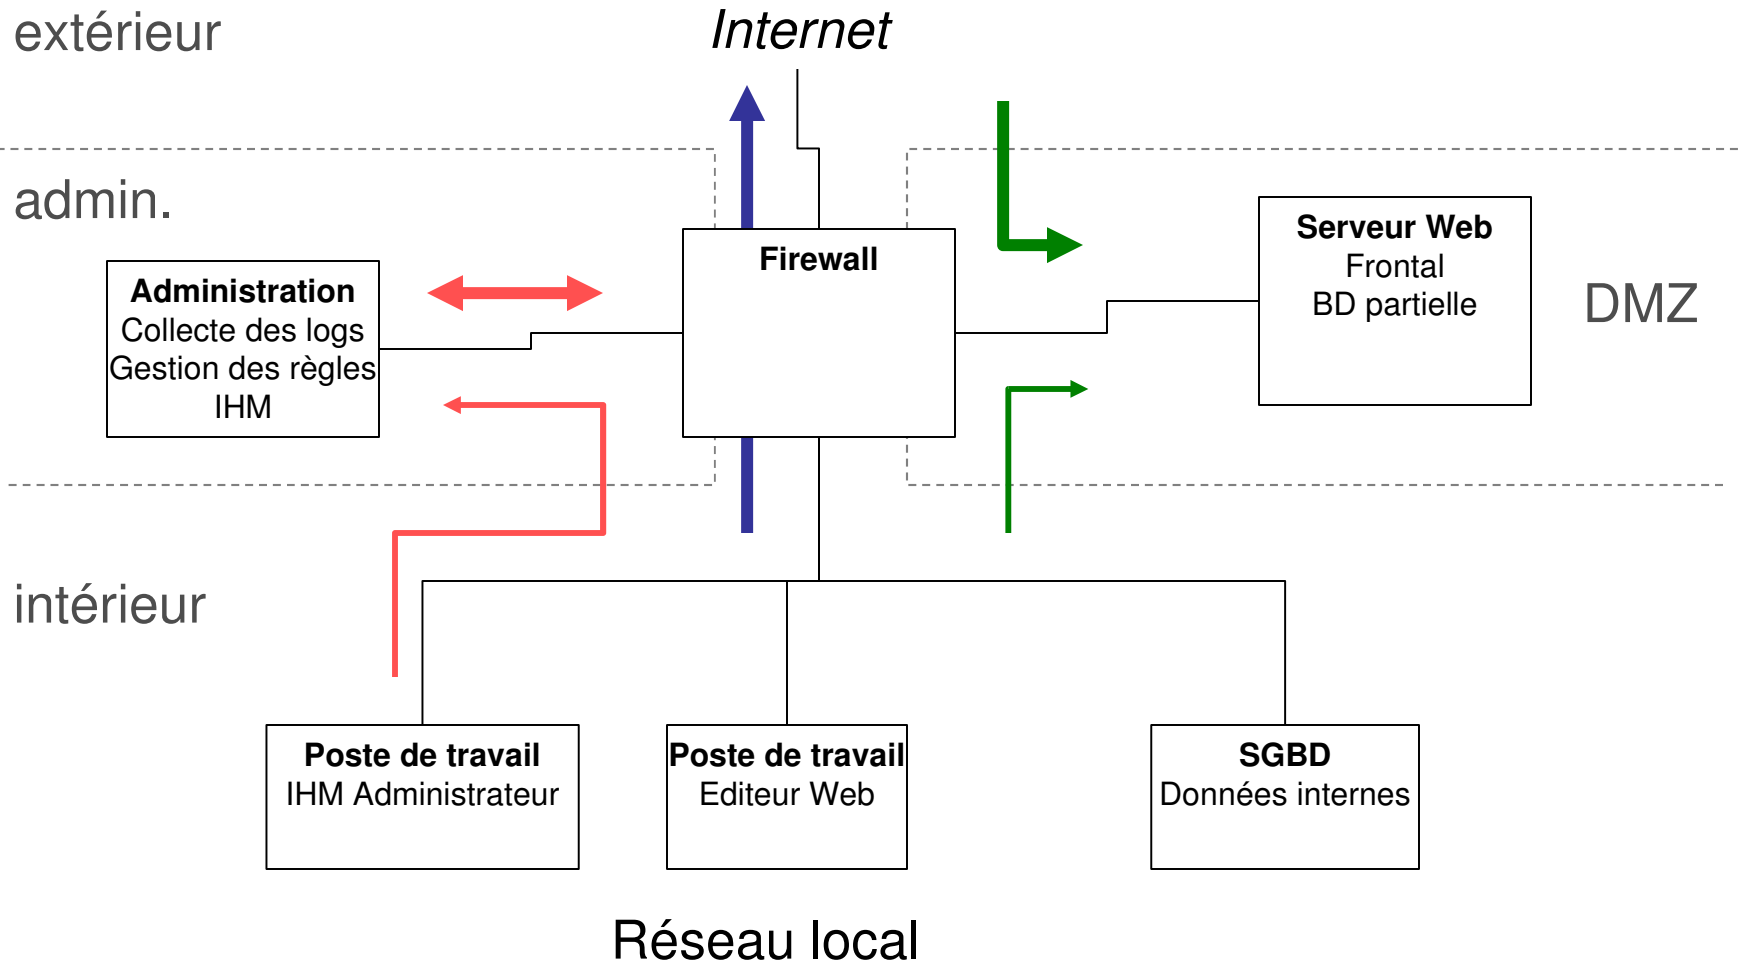 extérieur
Internet
admin.
Administration
Collecte des logs
Gestion des règles
IHM
Firewall
Serveur Web
Frontal
BD partielle
DMZ
intérieur
Poste de travail
IHM Administrateur
Poste de travail
Editeur Web
SGBD
Données internes
Réseau local